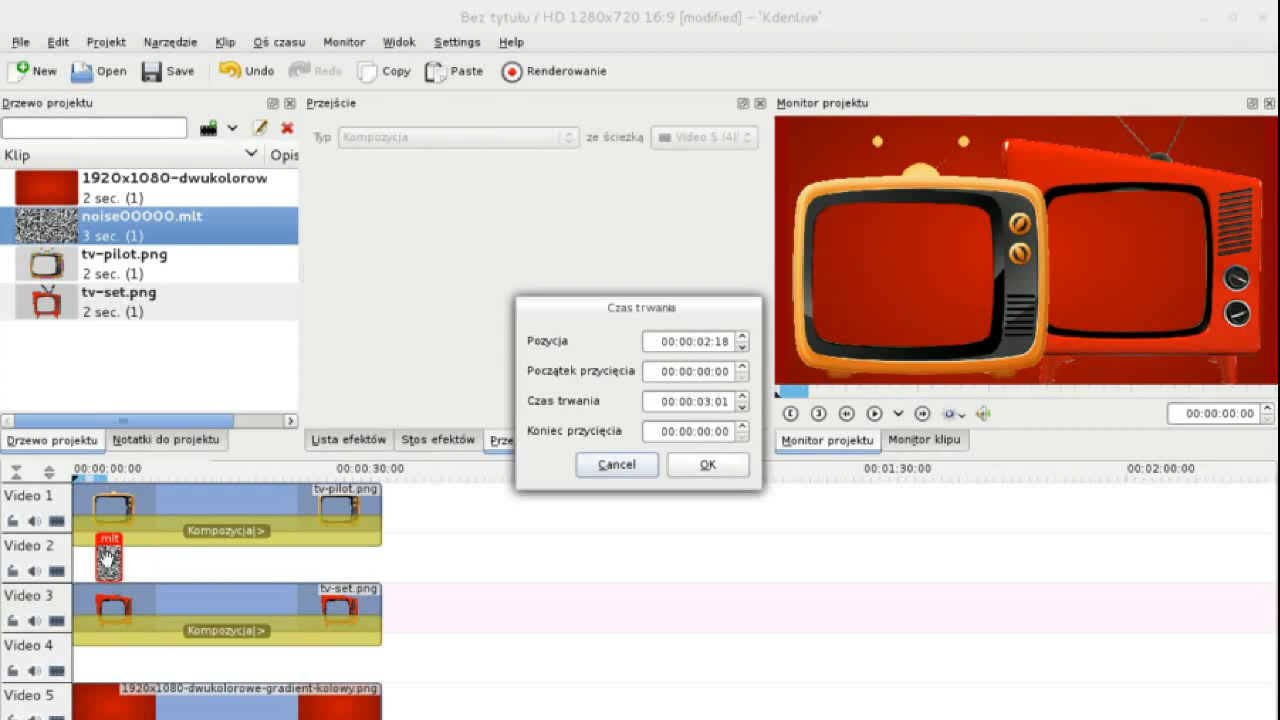 Bez tytułu / HD 1280x720 16:9 [modified] – 'Kdenlive'
File Edit Projekt Narzędzie Klip Oś czasu Monitor Widok Settings Help
New Open Save Undo Redo Copy Paste Renderowanie
Drzewo projektu
Przejście
Monitor projektu
Typ Kompozycja ze ścieżką Video 5 (4)
Klip Opis
1920x1080-dwukolorow
2 sec. (1)
noise00000.mlt
3 sec. (1)
tv-pilot.png
2 sec. (1)
tv-set.png
2 sec. (1)
Czas trwania
Pozycja 00:00:02:18
Początek przycięcia 00:00:00:00
Czas trwania 00:00:03:01
Koniec przycięcia 00:00:00:00
Cancel OK
00:00:00:00
Drzewo projektu Notatki do projektu
Lista efektów Stos efektów Prze
Monitor projektu Monitor klipu
00:00:00:00 00:00:30:00 00:01:30:00 00:02:00:00
Video 1
tv-pilot.png
Kompozycja|>
Video 2
.mlt
Video 3
tv-set.png
Kompozycja|>
Video 4
Video 5
1920x1080-dwukolorowe-gradient-kolowy.png